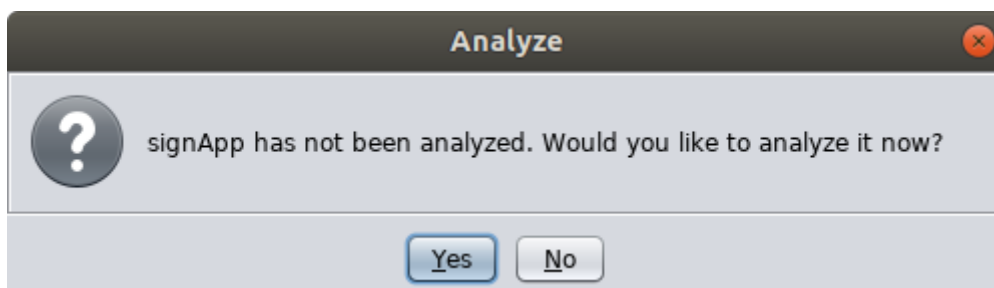 Analyze
signApp has not been analyzed. Would you like to analyze it now?
Yes No